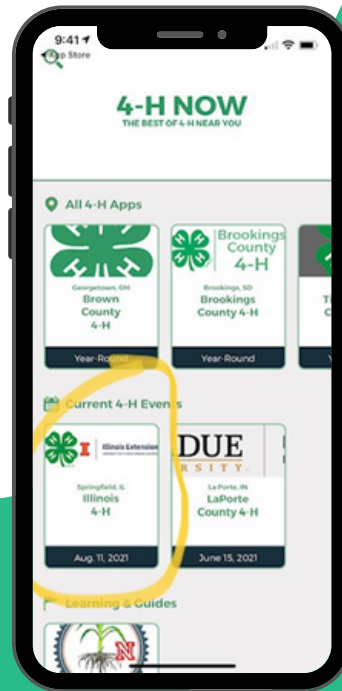 9:41
App Store
4-H NOW
THE BEST OF 4-H NEAR YOU
All 4-H Apps
Georgetown, OH
Brown
County
4-H
Year-Round
Brookings
County
4-H
Brookings, SD
Brookings
County 4-H
Year-Round
Current 4-H Events
I Illinois Extension
Springfield, IL
Illinois
4-H
Aug. 11, 2021
DUE
RSITY
La Porte, IN
LaPorte
County 4-H
June 15, 2021
Learning & Guides
N